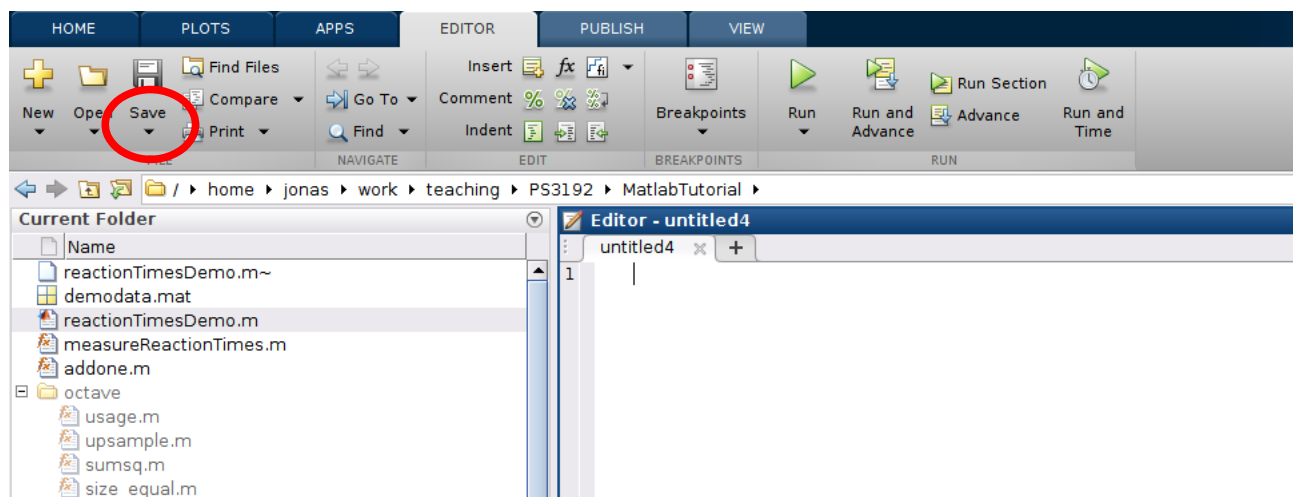 HOME PLOTS APPS EDITOR PUBLISH VIEW
New Open Save
Find Files
Compare
Print
FILE
Go To
Find
NAVIGATE
Insert fx
Comment %
Indent
EDIT
Breakpoints
BREAKPOINTS
Run
Run and Advance
Run Section
Advance
Run and Time
RUN
/ home jonas work teaching PS3192 MatlabTutorial
Current Folder
Name
reactionTimesDemo.m~
demodata.mat
reactionTimesDemo.m
measureReactionTimes.m
addone.m
octave
usage.m
upsample.m
sumsq.m
size_equal.m
Editor - untitled4
untitled4 +
1